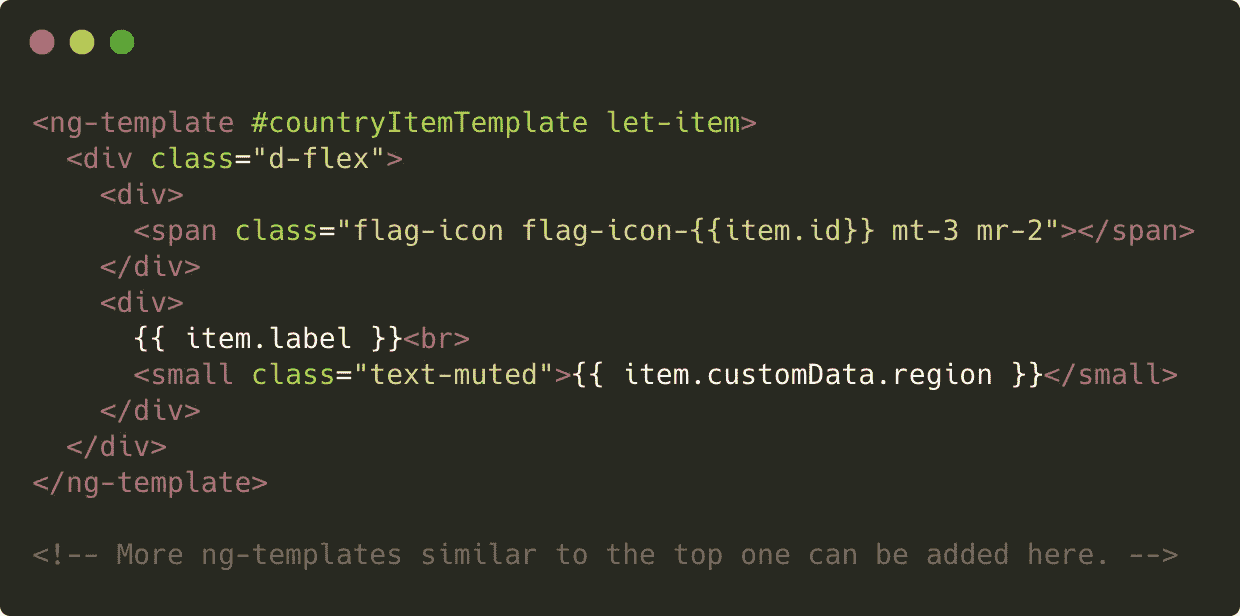 <ng-template #countryItemTemplate let-item>
  <div class="d-flex">
    <div>
      <span class="flag-icon flag-icon-{{item.id}} mt-3 mr-2"></span>
    </div>
    <div>
      {{ item.label }}<br>
      <small class="text-muted">{{ item.customData.region }}</small>
    </div>
  </div>
</ng-template>

<!-- More ng-templates similar to the top one can be added here. -->